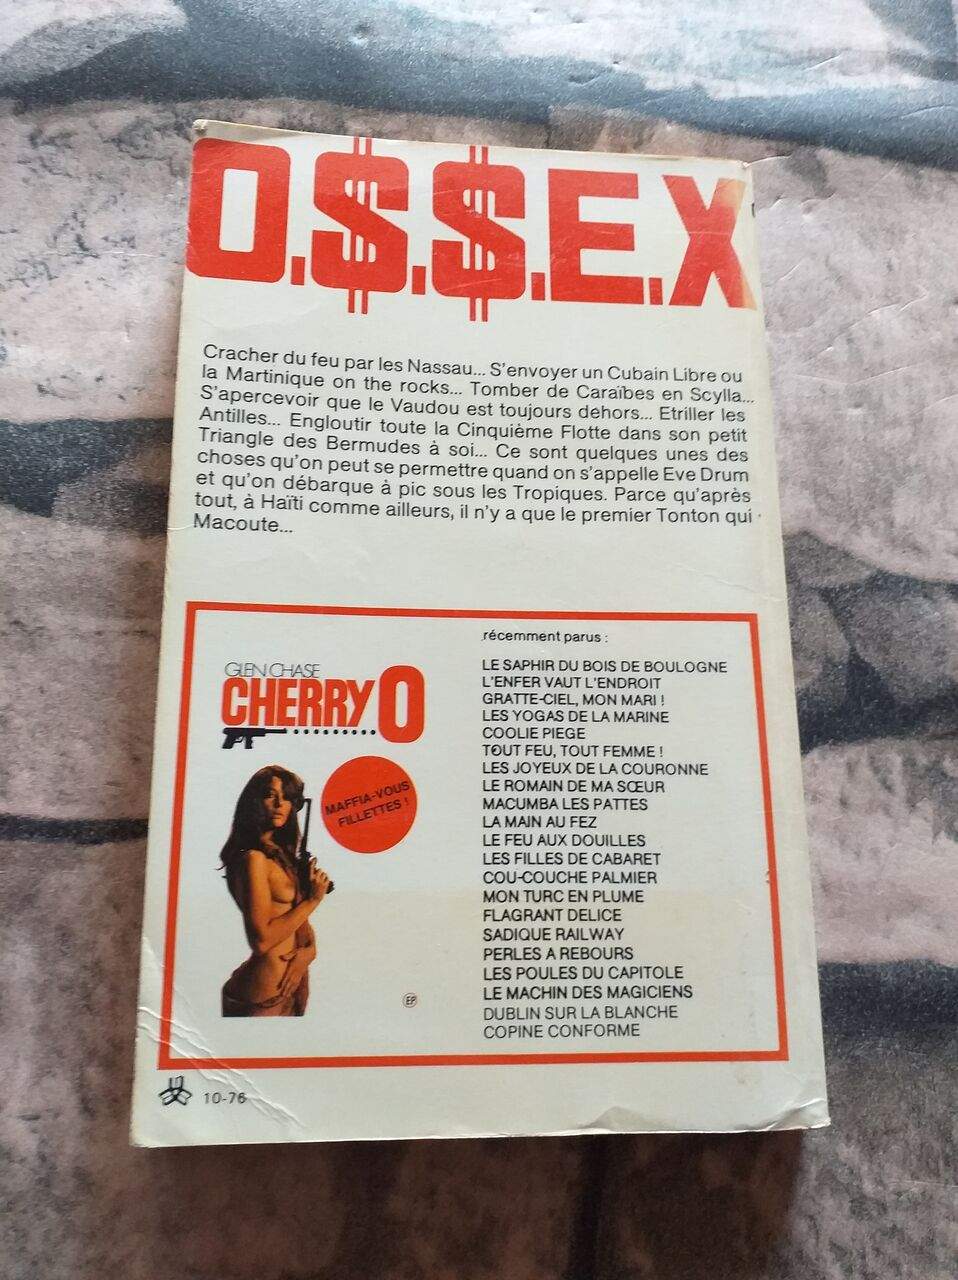 O.$.$.E.X
Cracher du feu par les Nassau... S'envoyer un Cubain Libre ou
la Martinique on the rocks... Tomber de Caraïbes en Scylla...
S'apercevoir que le Vaudou est toujours dehors... Etriller les
Antilles... Engloutir toute la Cinquième Flotte dans son petit
Triangle des Bermudes à soi... Ce sont quelques unes des
choses qu'on peut se permettre quand on s'appelle Eve Drum
et qu'on débarque à pic sous les Tropiques. Parce qu'après
tout, à Haïti comme ailleurs, il n'y a que le premier Tonton qui
Macoute...
GLEN CHASE
CHERRY O
MAFFIA-VOUS
FILLETTES !
EP
récemment parus :
LE SAPHIR DU BOIS DE BOULOGNE
L'ENFER VAUT L'ENDROIT
GRATTE-CIEL, MON MARI !
LES YOGAS DE LA MARINE
COOLIE PIEGE
TOUT FEU, TOUT FEMME !
LES JOYEUX DE LA COURONNE
LE ROMAIN DE MA SŒUR
MACUMBA LES PATTES
LA MAIN AU FEZ
LE FEU AUX DOUILLES
LES FILLES DE CABARET
COU-COUCHE PALMIER
MON TURC EN PLUME
FLAGRANT DELICE
SADIQUE RAILWAY
PERLES A REBOURS
LES POULES DU CAPITOLE
LE MACHIN DES MAGICIENS
DUBLIN SUR LA BLANCHE
COPINE CONFORME
10-76